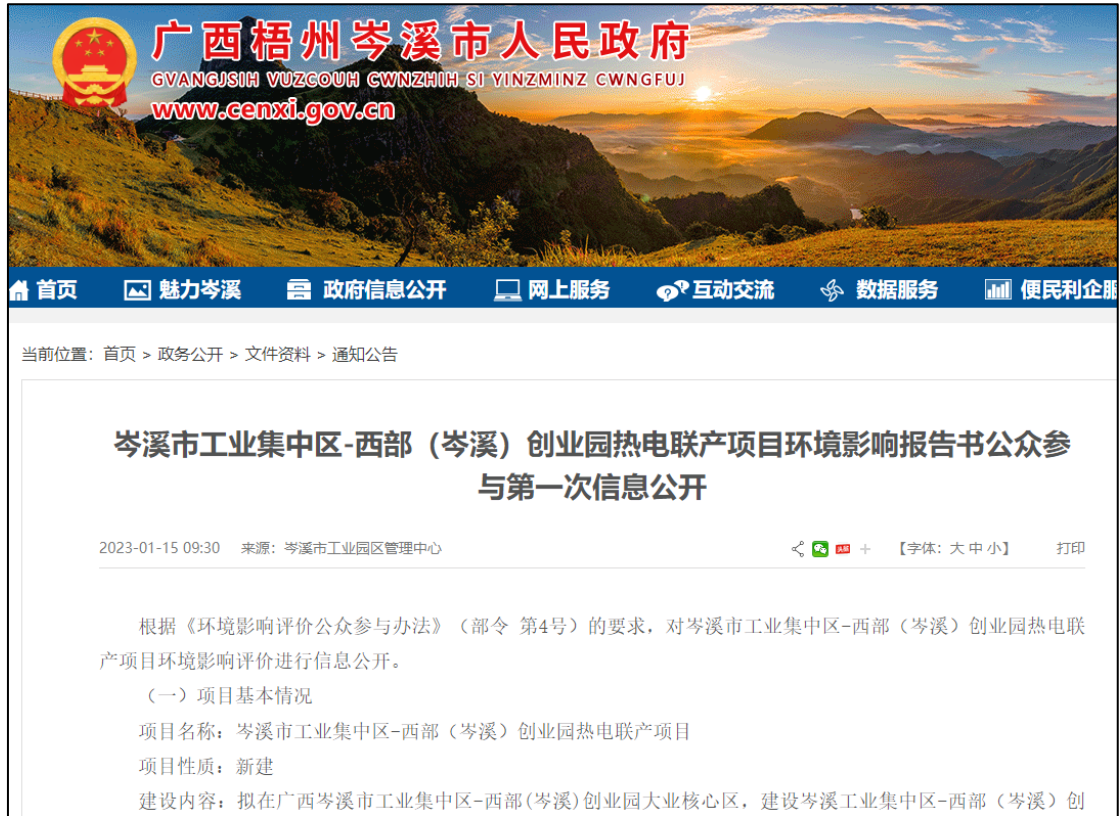 广西梧州岑溪市人民政府
GVANGJSIH VUZCOUH CWNZHIH SI YINZMINZ CWNGFUJ
www.cenxi.gov.cn
首页 魅力岑溪 政府信息公开 网上服务 互动交流 数据服务 便民利企服
当前位置：首页 > 政务公开 > 文件资料 > 通知公告
岑溪市工业集中区-西部（岑溪）创业园热电联产项目环境影响报告书公众参
与第一次信息公开
2023-01-15 09:30 来源：岑溪市工业园区管理中心 【字体：大 中 小】 打印
根据《环境影响评价公众参与办法》（部令 第4号）的要求，对岑溪市工业集中区-西部（岑溪）创业园热电联
产项目环境影响评价进行信息公开。
（一）项目基本情况
项目名称：岑溪市工业集中区-西部（岑溪）创业园热电联产项目
项目性质：新建
建设内容：拟在广西岑溪市工业集中区-西部(岑溪)创业园大业核心区，建设岑溪工业集中区-西部（岑溪）创